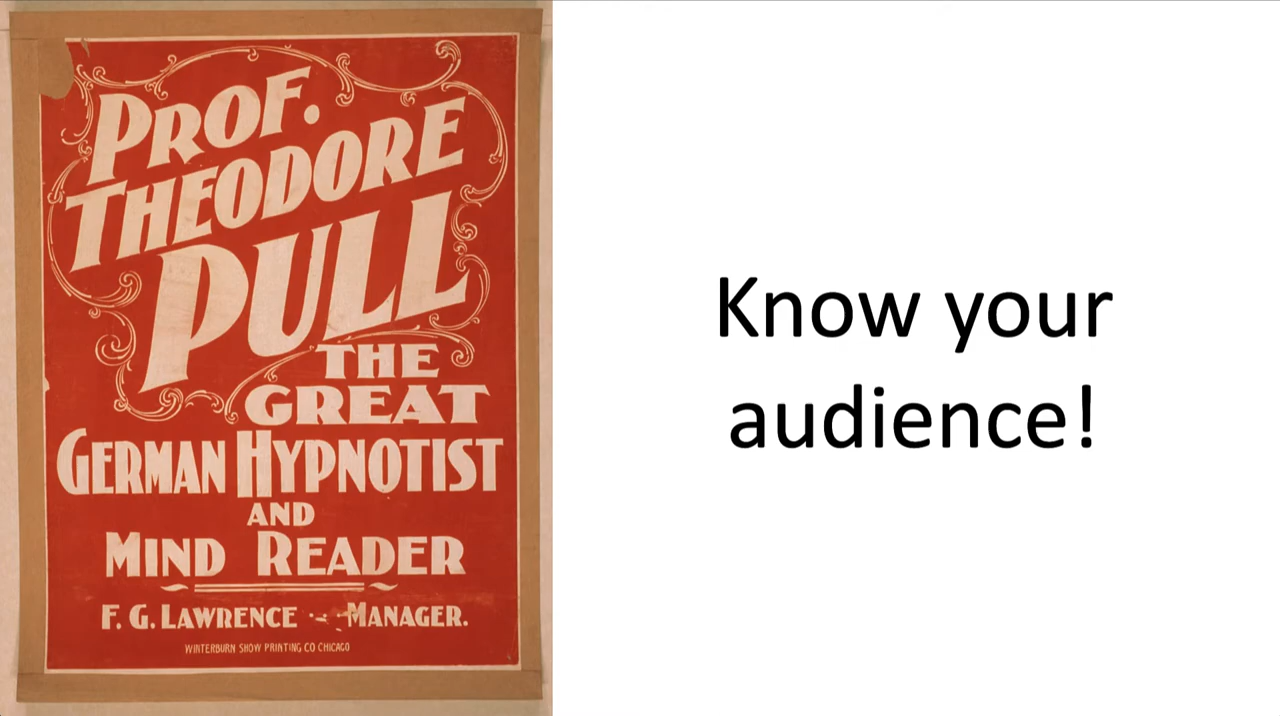 PROF.
THEODORE
PULL
THE
GREAT
GERMAN HYPNOTIST
AND
MIND READER
F. G. LAWRENCE -- MANAGER.
WINTERBURN SHOW PRINTING CO CHICAGO
Know your
audience!